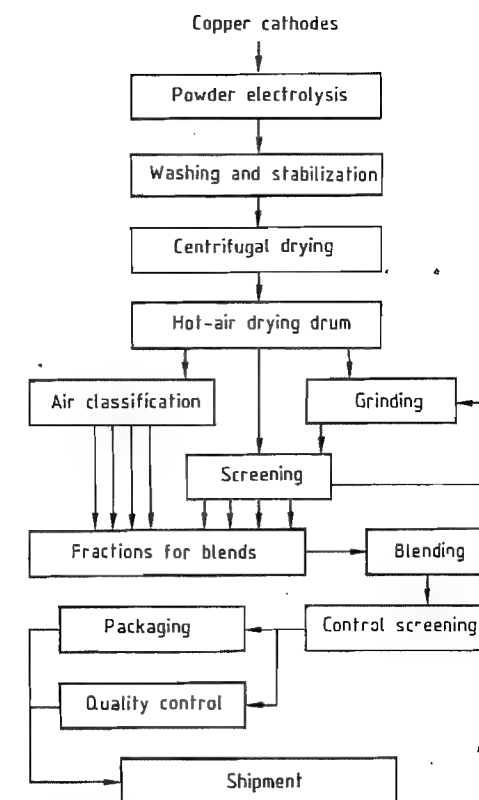 Copper cathodes
Powder electrolysis
Washing and stabilization
Centrifugal drying
Hot-air drying drum
Air classification
Grinding
Screening
Fractions for blends
Blending
Packaging
Control screening
Quality control
Shipment